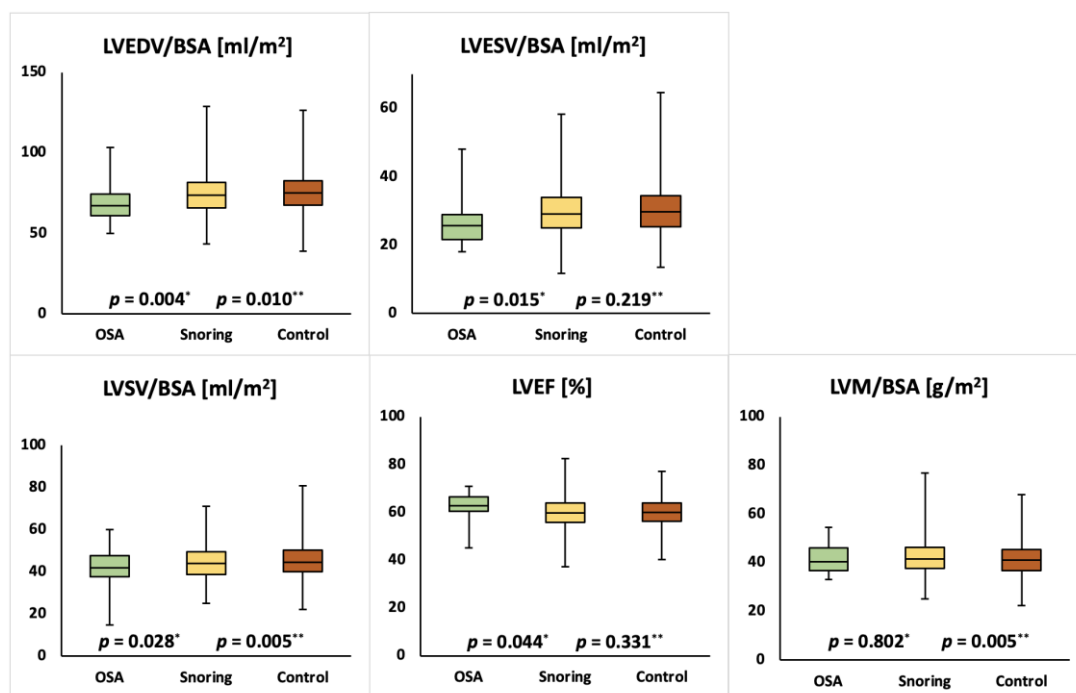 LVEDV/BSA [ml/m²]
150
100
50
0
p = 0.004* p = 0.010**
OSA Snoring Control
LVESV/BSA [ml/m²]
60
40
20
0
p = 0.015* p = 0.219**
OSA Snoring Control
LVSV/BSA [ml/m²]
100
80
60
40
20
0
p = 0.028* p = 0.005**
OSA Snoring Control
LVEF [%]
100
80
60
40
20
0
p = 0.044* p = 0.331**
OSA Snoring Control
LVM/BSA [g/m²]
100
80
60
40
20
0
p = 0.802* p = 0.005**
OSA Snoring Control